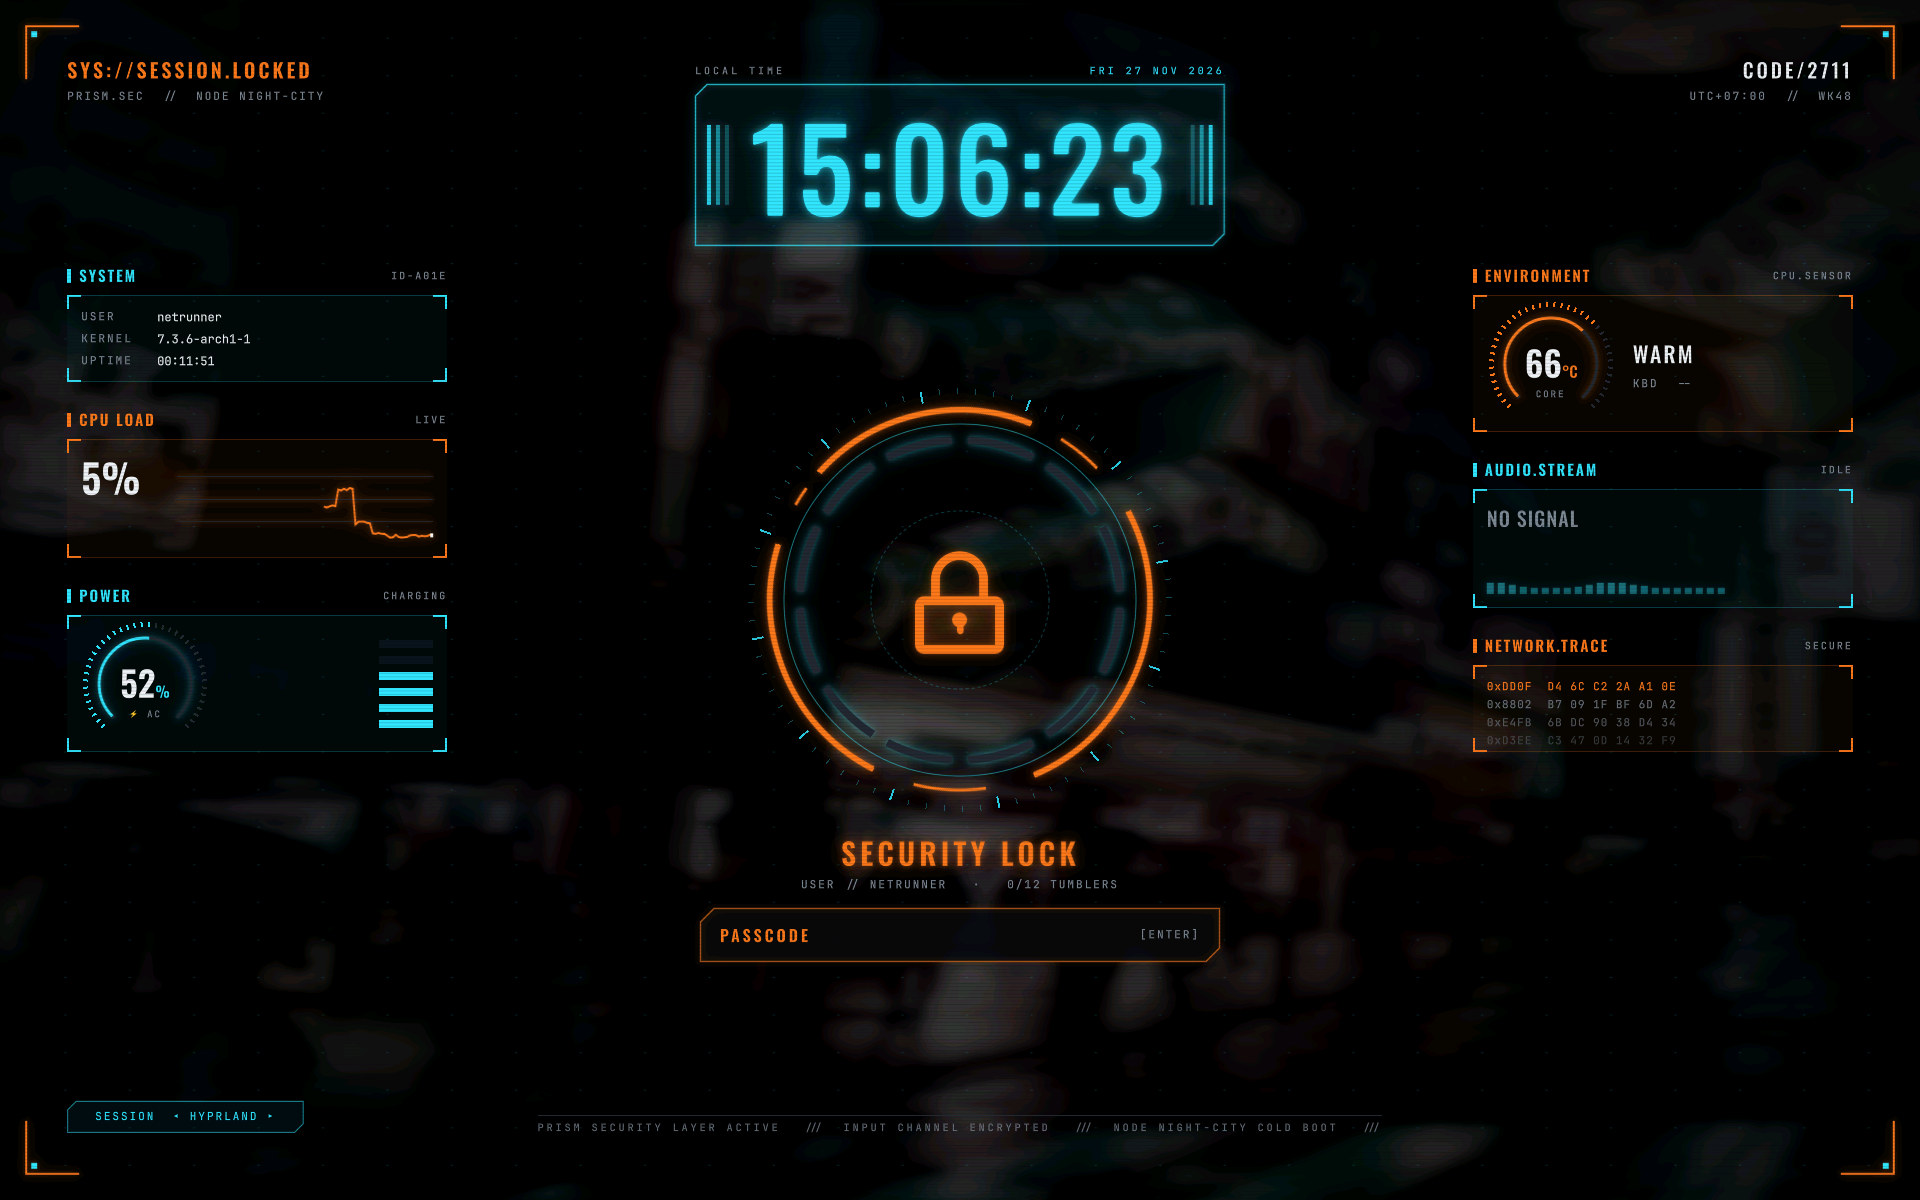 SYS://SESSION.LOCKED
PRISM.SEC // NODE NIGHT-CITY
LOCAL TIME
FRI 27 NOV 2026
15:06:23
CODE/2711
UTC+07:00 // WK48
SYSTEM
ID-A01E
USER netrunner
KERNEL 7.3.6-arch1-1
UPTIME 00:11:51
CPU LOAD
LIVE
5%
POWER
CHARGING
52%
⚡ AC
ENVIRONMENT
CPU.SENSOR
66°C
CORE
WARM
KBD --
AUDIO.STREAM
IDLE
NO SIGNAL
NETWORK.TRACE
SECURE
0xDD0F D4 6C C2 2A A1 0E
0x8802 B7 09 1F BF 6D A2
0xE4FB 6B DC 90 38 D4 34
0xD3EE C3 47 0D 14 32 F9
SECURITY LOCK
USER // NETRUNNER · 0/12 TUMBLERS
PASSCODE
[ENTER]
SESSION ◂ HYPRLAND ▸
PRISM SECURITY LAYER ACTIVE /// INPUT CHANNEL ENCRYPTED /// NODE NIGHT-CITY COLD BOOT ///